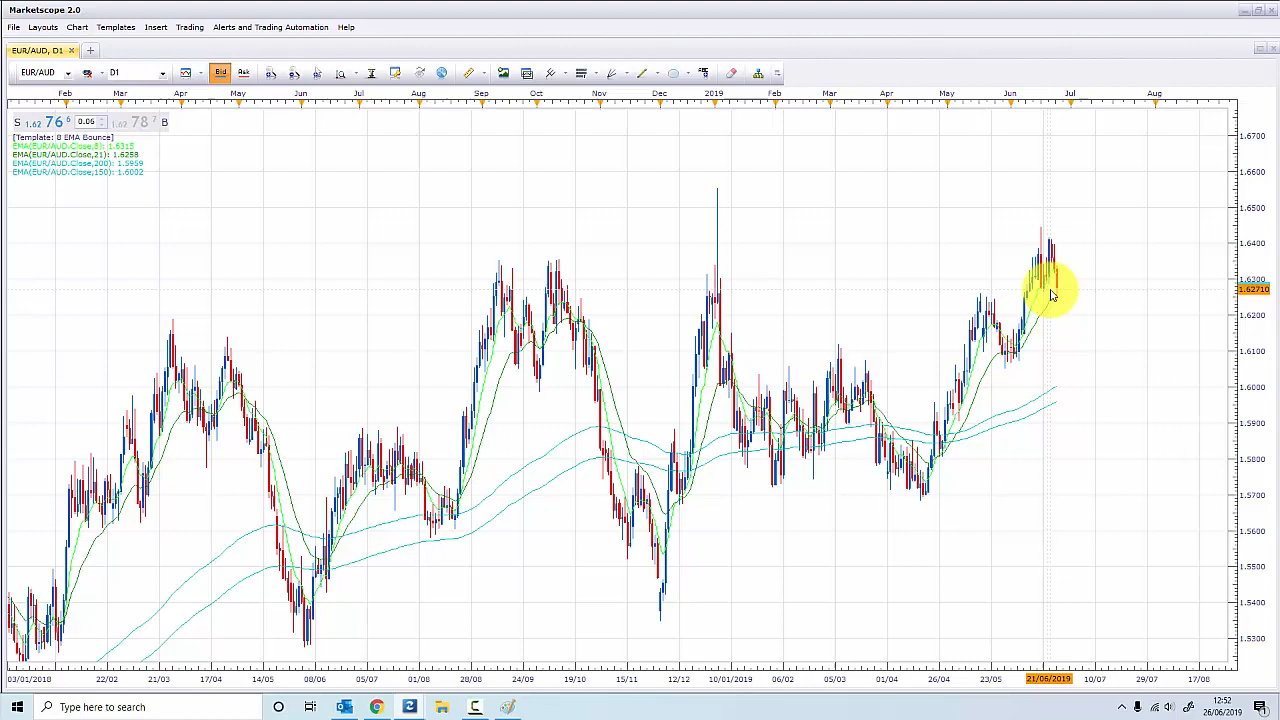 Marketscope 2.0
File Layouts Chart Templates Insert Trading Alerts and Trading Automation Help
EUR/AUD, D1
EUR/AUD D1 Bid Ask
Feb Mar Apr May Jun Jul Aug Sep Oct Nov Dec 2019 Feb Mar Apr May Jun Jul Aug
S 1.62 76 6 0.06 1.62 78 7 B
[Template: 8 EMA Bounce]
EMA(EUR/AUD.Close,8): 1.6315
EMA(EUR/AUD.Close,21): 1.6258
EMA(EUR/AUD.Close,200): 1.5959
EMA(EUR/AUD.Close,150): 1.6002
1.6700
1.6600
1.6500
1.6400
1.6300
1.62710
1.6200
1.6100
1.6000
1.5900
1.5800
1.5700
1.5600
1.5500
1.5400
1.5300
03/01/2018 22/02 21/03 17/04 14/05 08/06 05/07 01/08 28/08 22/09 19/10 15/11 12/12 10/01/2019 06/02 05/03 01/04 26/04 23/05 21/06/2019 10/07 29/07 17/08
Type here to search
12:52
26/06/2019